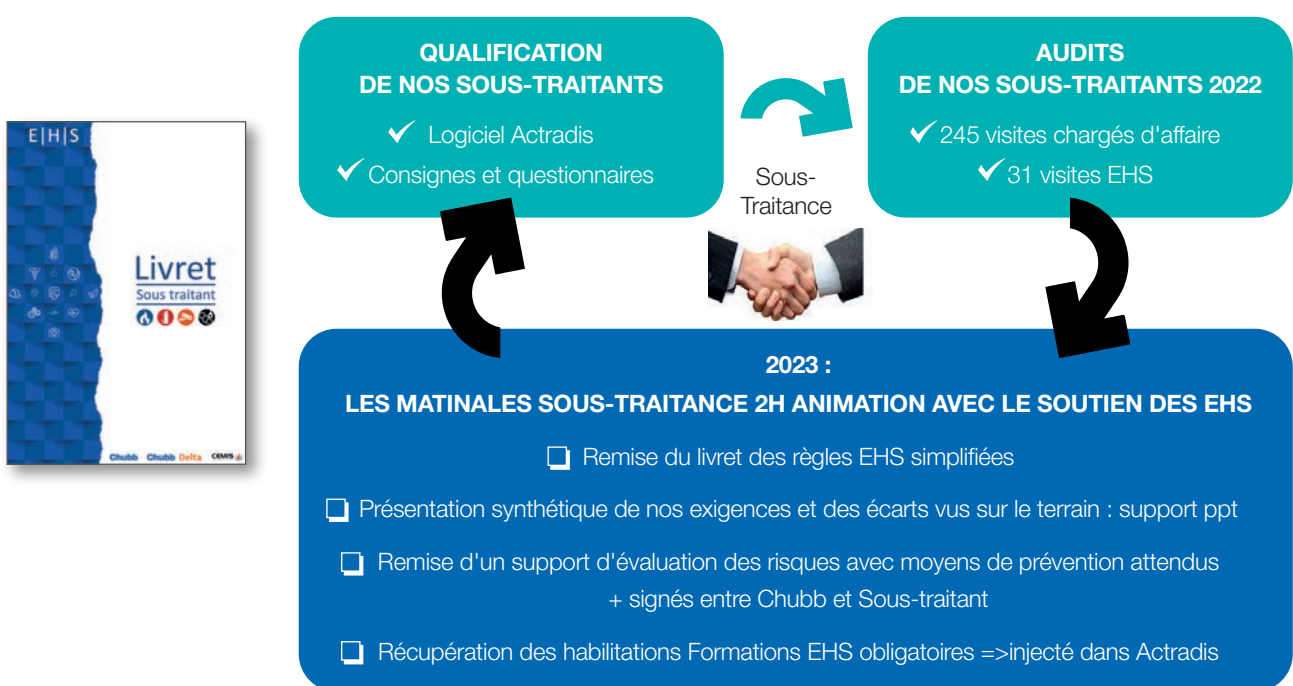 E|H|S
Livret
Sous traitant
Chubb Chubb Delta CEMIS
QUALIFICATION
DE NOS SOUS-TRAITANTS
Logiciel Actradis
Consignes et questionnaires
Sous-
Traitance
AUDITS
DE NOS SOUS-TRAITANTS 2022
245 visites chargés d'affaire
31 visites EHS
2023 :
LES MATINALES SOUS-TRAITANCE 2H ANIMATION AVEC LE SOUTIEN DES EHS
Remise du livret des règles EHS simplifiées
Présentation synthétique de nos exigences et des écarts vus sur le terrain : support ppt
Remise d'un support d'évaluation des risques avec moyens de prévention attendus
+ signés entre Chubb et Sous-traitant
Récupération des habilitations Formations EHS obligatoires =>injecté dans Actradis